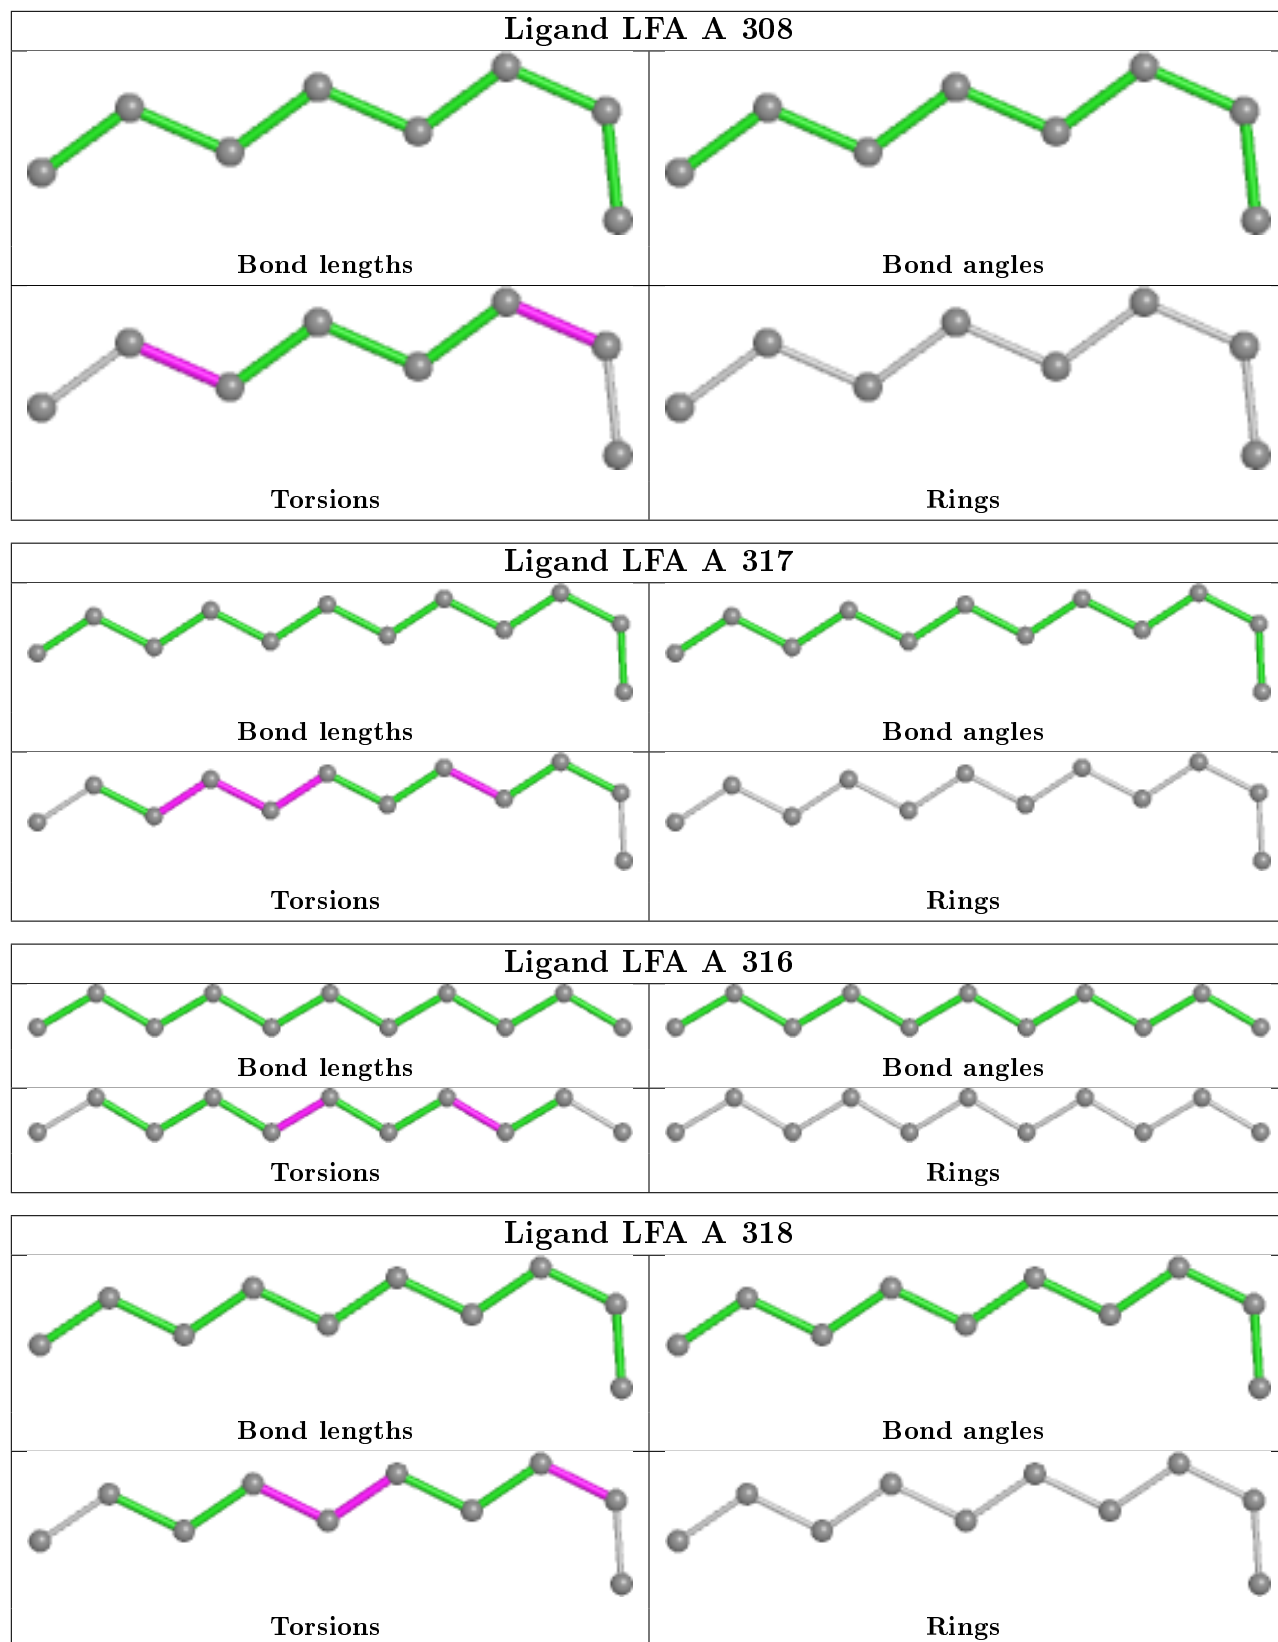 Ligand LFA A 308
Bond lengths Bond angles
Torsions Rings
Ligand LFA A 317
Bond lengths Bond angles
Torsions Rings
Ligand LFA A 316
Bond lengths Bond angles
Torsions Rings
Ligand LFA A 318
Bond lengths Bond angles
Torsions Rings